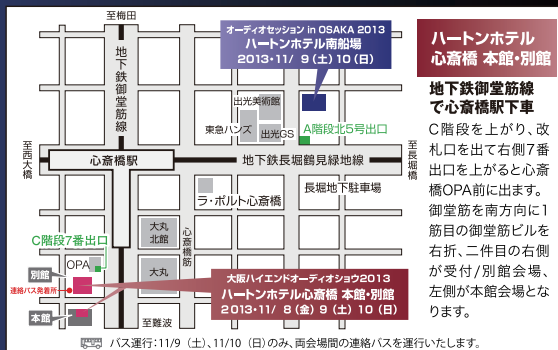 至梅田
オーディオセッション in OSAKA 2013
ハートンホテル南船場
2013・11/ 9（土）10（日）
地下鉄御堂筋線
出光美術館
東急ハンズ
出光GS
A階段北5号出口
至西大橋
心斎橋駅
地下鉄長堀鶴見緑地線
至長堀橋
ラ・ポルト心斎橋
長堀地下駐車場
大丸北館
心斎橋筋
C階段7番出口
OPA
大丸
別館
連絡バス発着所
本館
至難波
大阪ハイエンドオーディオショウ2013
ハートンホテル心斎橋 本館・別館
2013・11/ 8（金）9（土）10（日）
バス運行：11/9（土）、11/10（日）のみ、両会場間の連絡バスを運行いたします。
ハートンホテル
心斎橋 本館・別館
地下鉄御堂筋線
で心斎橋駅下車
C階段を上がり、改
札口を出て右側7番
出口を上がると心斎
橋OPA前に出ます。
御堂筋を南方向に1
筋目の御堂筋ビルを
右折、二件目の右側
が受付/別館会場、
左側が本館会場とな
ります。